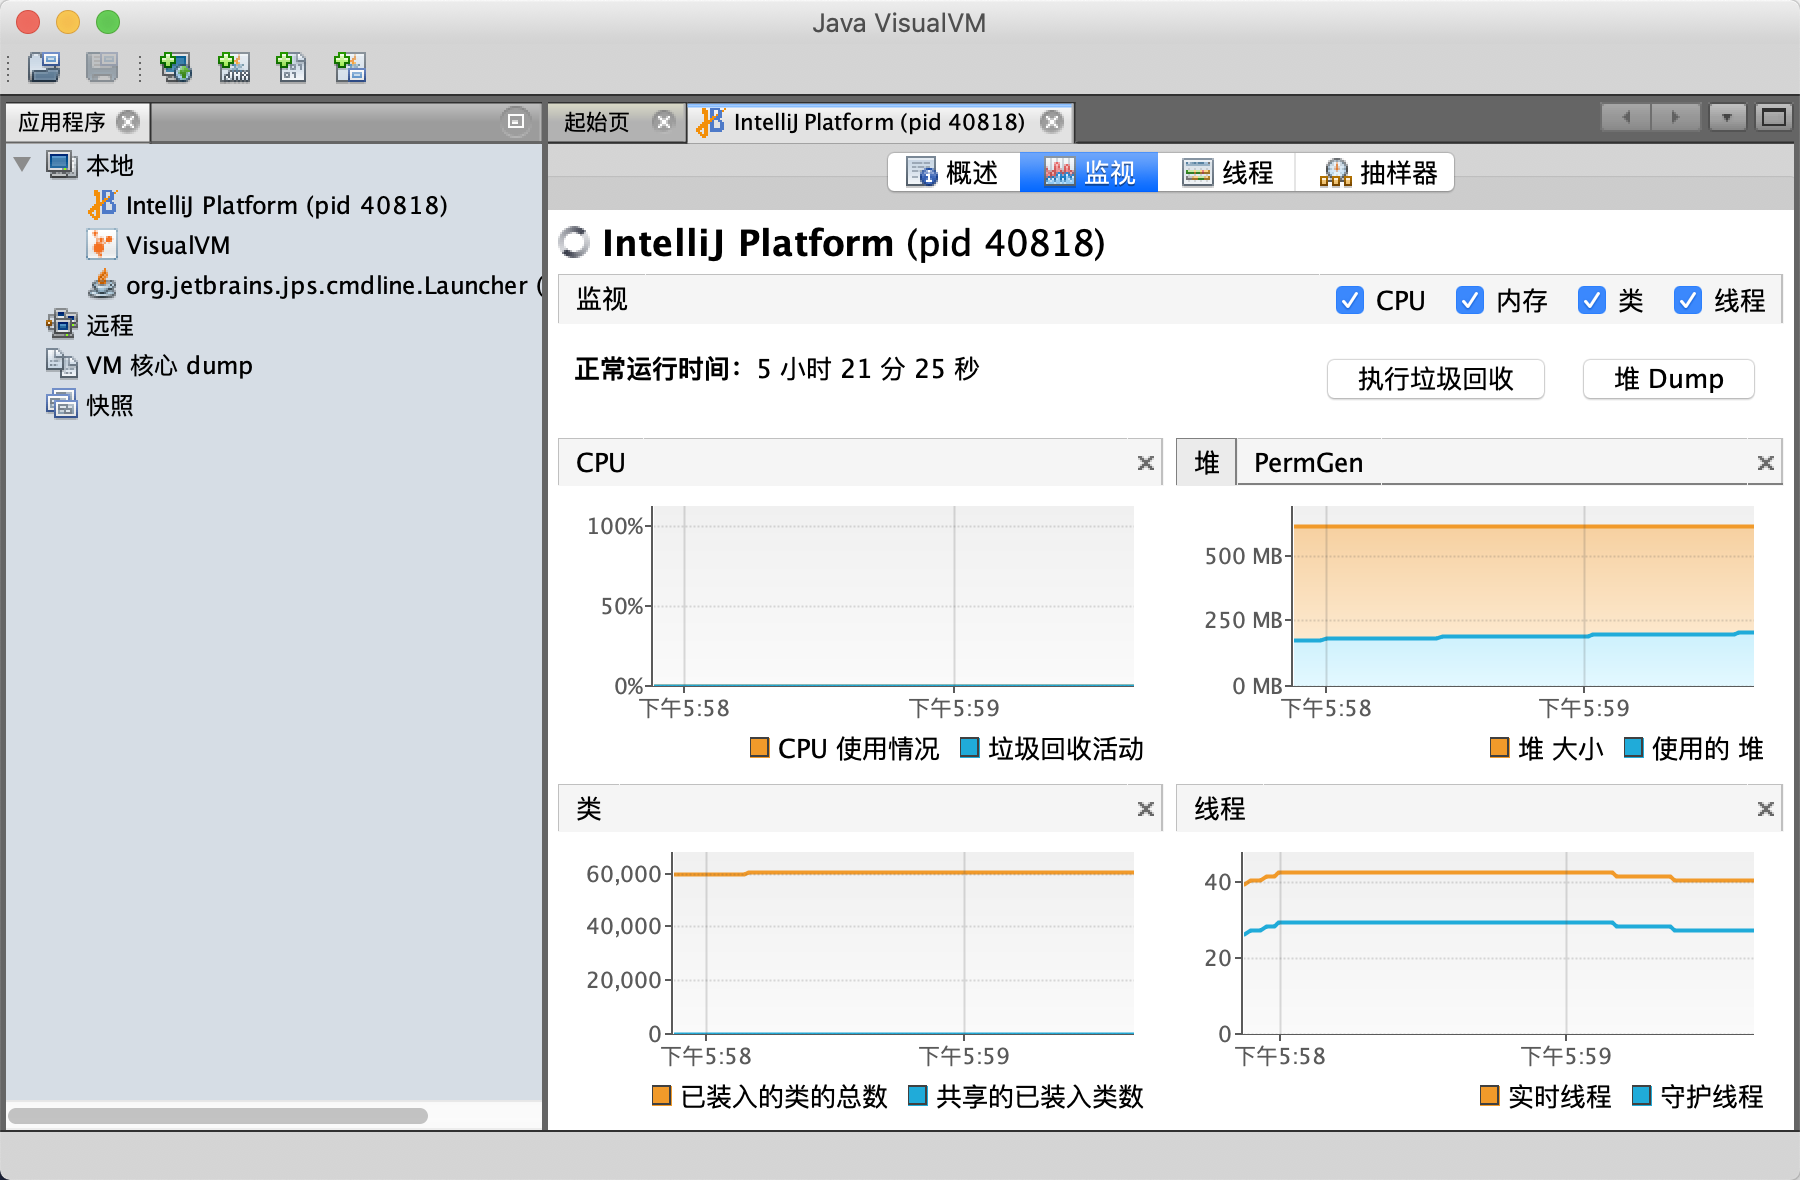 Java VisualVM
JMX
应用程序
起始页
IntelliJ Platform (pid 40818)
本地
IntelliJ Platform (pid 40818)
VisualVM
org.jetbrains.jps.cmdline.Launcher (
远程
VM 核心 dump
快照
概述
监视
线程
抽样器
IntelliJ Platform (pid 40818)
监视
CPU
内存
类
线程
正常运行时间: 5 小时 21 分 25 秒
执行垃圾回收
堆 Dump
CPU
100%
50%
0%
下午5:58
下午5:59
CPU 使用情况
垃圾回收活动
堆
PermGen
500 MB
250 MB
0 MB
下午5:58
下午5:59
堆 大小
使用的 堆
类
60,000
40,000
20,000
0
下午5:58
下午5:59
已装入的类的总数
共享的已装入类数
线程
40
20
0
下午5:58
下午5:59
实时线程
守护线程